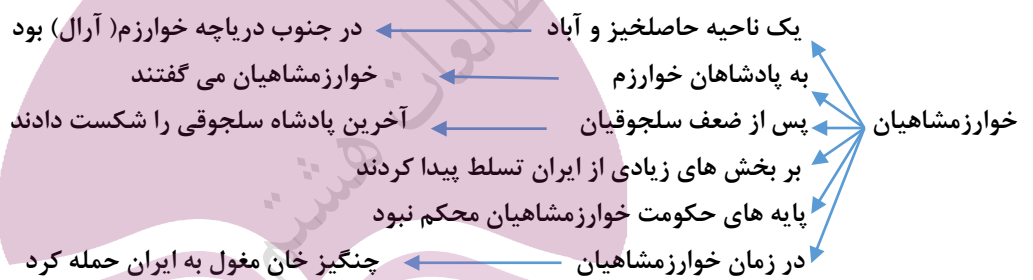 یک ناحیه حاصلخیز و آباد در جنوب دریاچه خوارزم( آرال) بود
به پادشاهان خوارزم خوارزمشاهیان می گفتند
خوارزمشاهیان پس از ضعف سلجوقیان آخرین پادشاه سلجوقی را شکست دادند
بر بخش های زیادی از ایران تسلط پیدا کردند
پایه های حکومت خوارزمشاهیان محکم نبود
در زمان خوارزمشاهیان چنگیز خان مغول به ایران حمله کرد